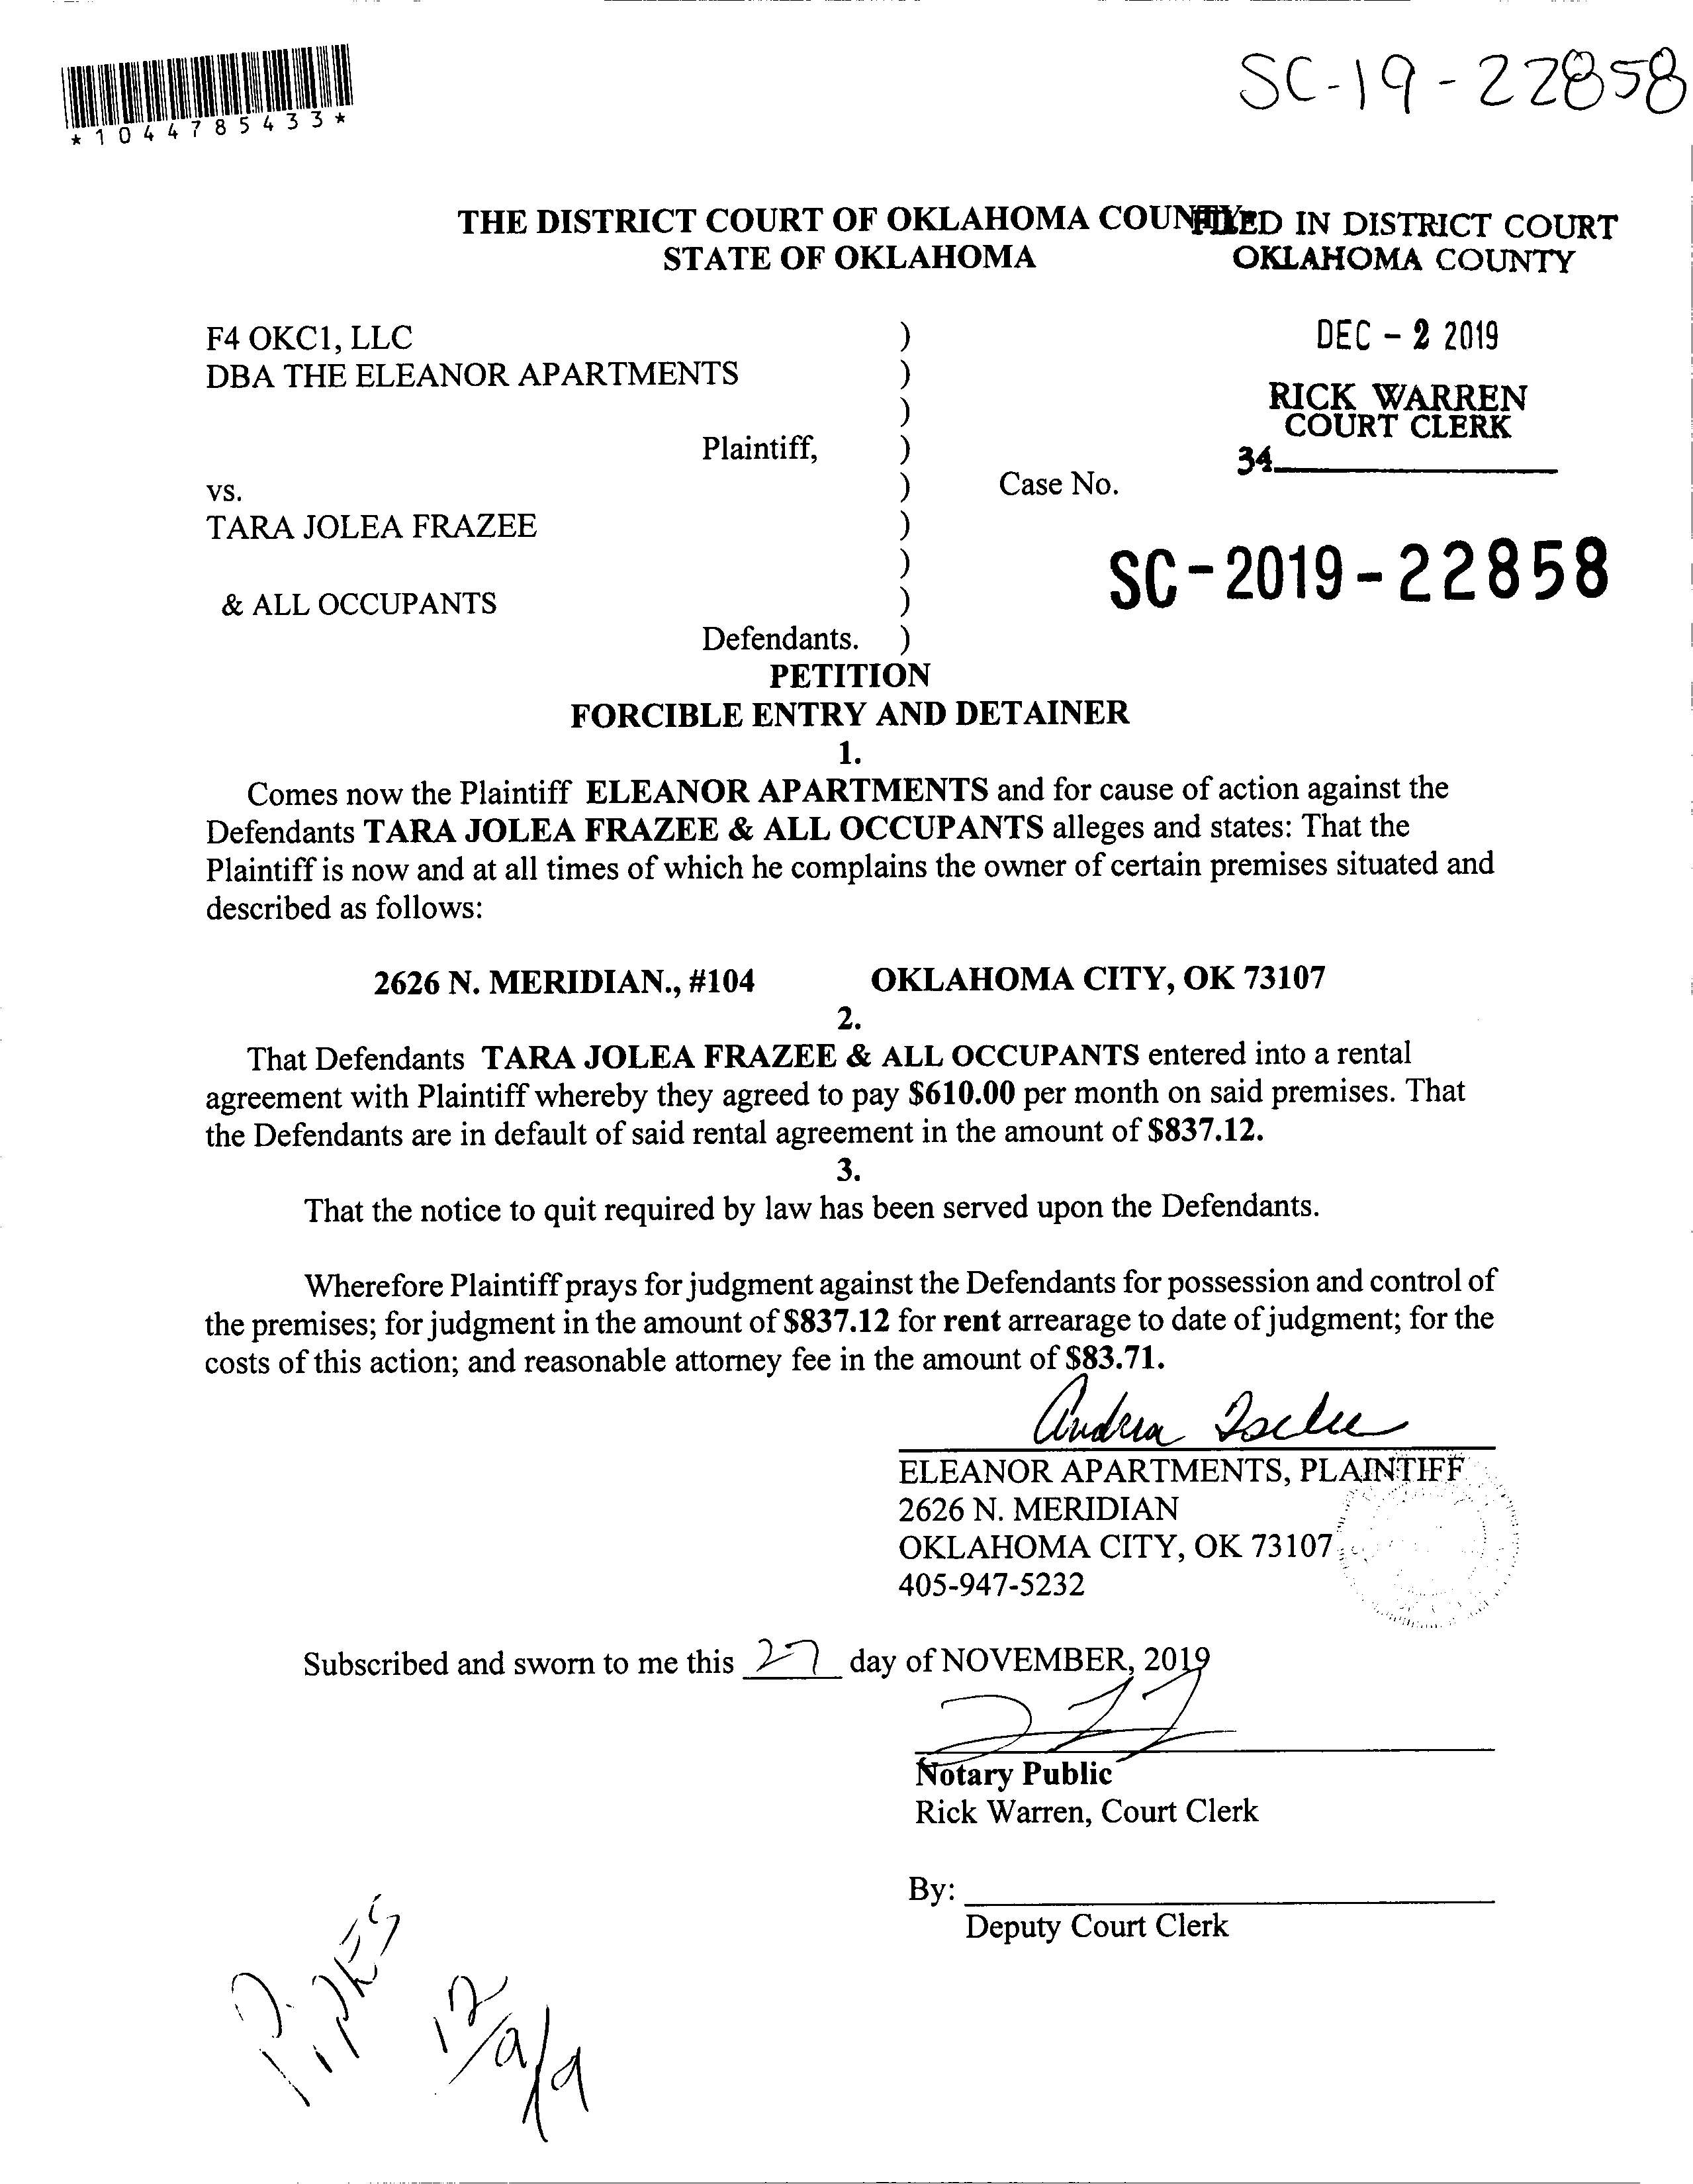 *1044785433*
SC-19-22858
THE DISTRICT COURT OF OKLAHOMA COUNTY
STATE OF OKLAHOMA
FILED IN DISTRICT COURT
OKLAHOMA COUNTY
DEC - 2 2019
RICK WARREN
COURT CLERK
34
F4 OKC1, LLC )
DBA THE ELEANOR APARTMENTS )
)
Plaintiff, )
vs. ) Case No.
TARA JOLEA FRAZEE )
) SC-2019-22858
& ALL OCCUPANTS )
Defendants. )
PETITION
FORCIBLE ENTRY AND DETAINER
1.
Comes now the Plaintiff ELEANOR APARTMENTS and for cause of action against the
Defendants TARA JOLEA FRAZEE & ALL OCCUPANTS alleges and states: That the
Plaintiff is now and at all times of which he complains the owner of certain premises situated and
described as follows:
2626 N. MERIDIAN., #104 OKLAHOMA CITY, OK 73107
2.
That Defendants TARA JOLEA FRAZEE & ALL OCCUPANTS entered into a rental
agreement with Plaintiff whereby they agreed to pay $610.00 per month on said premises. That
the Defendants are in default of said rental agreement in the amount of $837.12.
3.
That the notice to quit required by law has been served upon the Defendants.
Wherefore Plaintiff prays for judgment against the Defendants for possession and control of
the premises; for judgment in the amount of $837.12 for rent arrearage to date of judgment; for the
costs of this action; and reasonable attorney fee in the amount of $83.71.
ELEANOR APARTMENTS, PLAINTIFF
2626 N. MERIDIAN
OKLAHOMA CITY, OK 73107
405-947-5232
Subscribed and sworn to me this 27 day of NOVEMBER, 2019
Notary Public
Rick Warren, Court Clerk
By:
Deputy Court Clerk